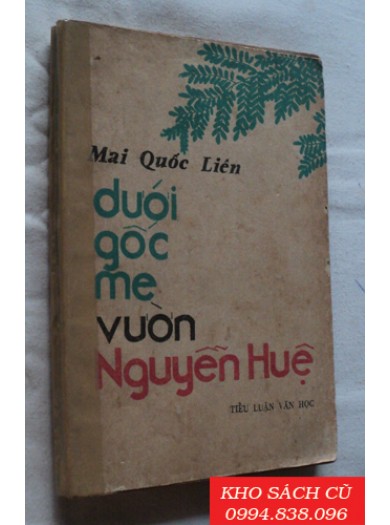 Mai Quốc Liên
dưới
gốc
me
vườn
Nguyễn Huệ
TIỂU LUẬN VĂN HỌC
KHO SÁCH CŨ
0994.838.096